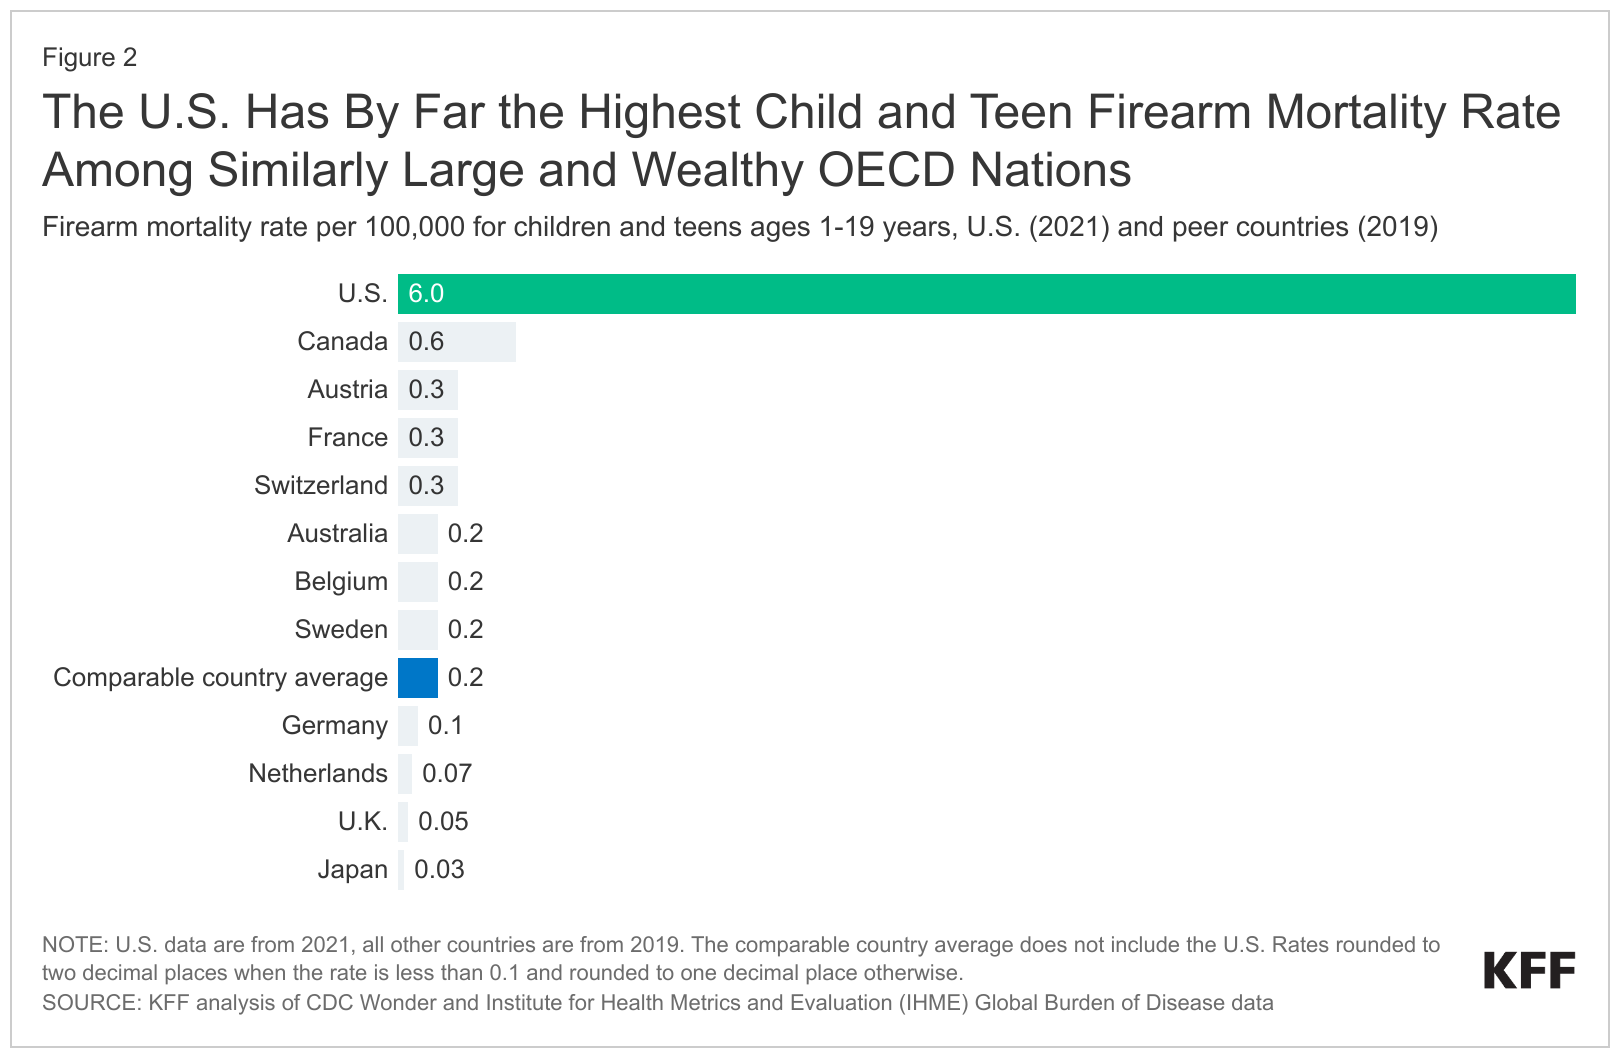 Figure 2
The U.S. Has By Far the Highest Child and Teen Firearm Mortality Rate
Among Similarly Large and Wealthy OECD Nations
Firearm mortality rate per 100,000 for children and teens ages 1-19 years, U.S. (2021) and peer countries (2019)
U.S. 6.0
Canada 0.6
Austria 0.3
France 0.3
Switzerland 0.3
Australia 0.2
Belgium 0.2
Sweden 0.2
Comparable country average 0.2
Germany 0.1
Netherlands 0.07
U.K. 0.05
Japan 0.03
NOTE: U.S. data are from 2021, all other countries are from 2019. The comparable country average does not include the U.S. Rates rounded to
two decimal places when the rate is less than 0.1 and rounded to one decimal place otherwise.
SOURCE: KFF analysis of CDC Wonder and Institute for Health Metrics and Evaluation (IHME) Global Burden of Disease data
KFF